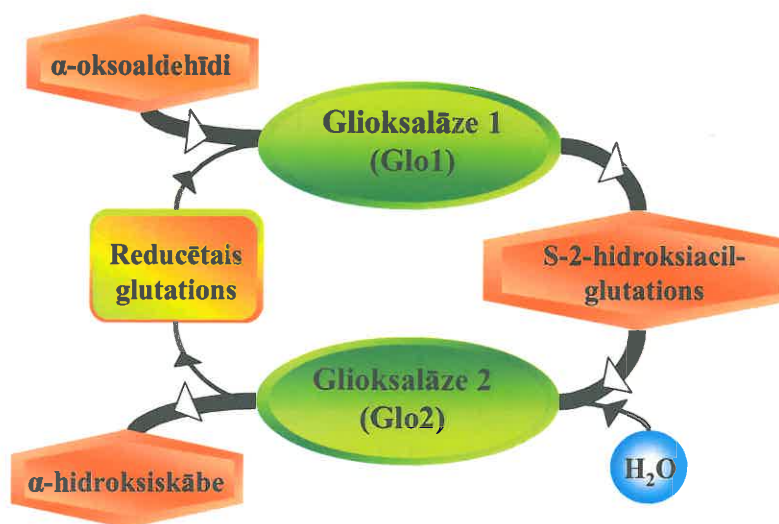 α-oksoaldehīdi
Glioksalāze 1
(Glo1)
Reducētais
glutations
S-2-hidroksiacil-
glutations
Glioksalāze 2
(Glo2)
α-hidroksiskābe
H₂O